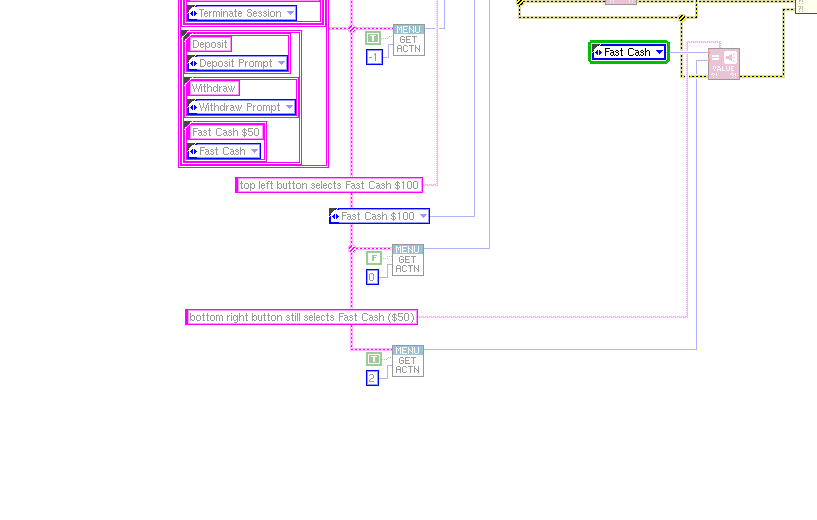 Terminate Session
MENU
T
GET
-1
ACTN
Deposit
Deposit Prompt
Fast Cash
VALUE
Withdraw
Withdraw Prompt
Fast Cash $50
Fast Cash
top left button selects Fast Cash $100
Fast Cash $100
MENU
F
GET
0
ACTN
bottom right button still selects Fast Cash ($50)
MENU
T
GET
2
ACTN